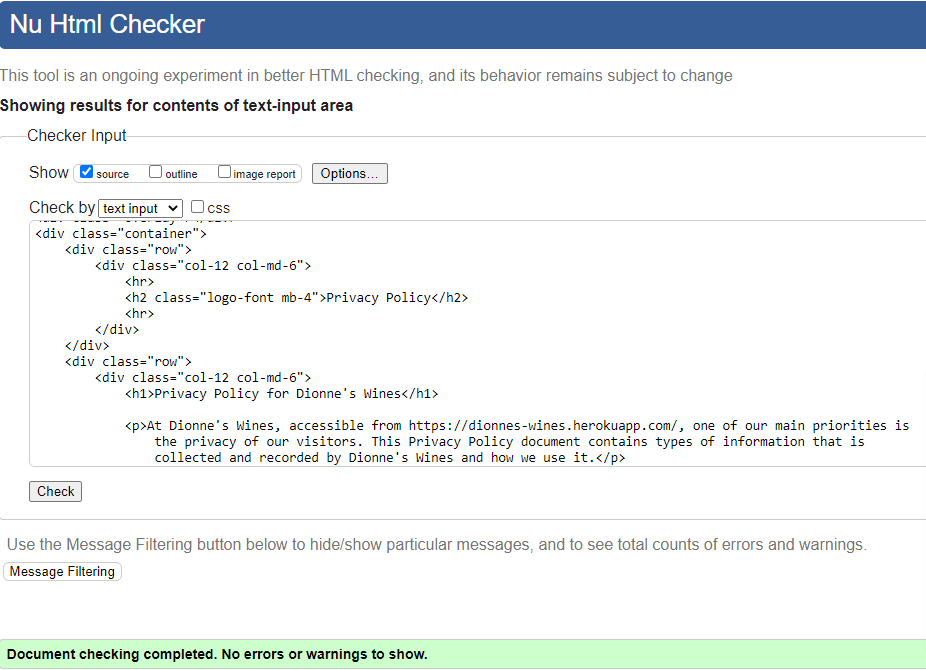 Nu Html Checker
This tool is an ongoing experiment in better HTML checking, and its behavior remains subject to change
Showing results for contents of text-input area
Checker Input
Show source outline image report Options...
Check by text input css
<div class="container">
<div class="row">
<div class="col-12 col-md-6">
<hr>
<h2 class="logo-font mb-4">Privacy Policy</h2>
<hr>
</div>
</div>
<div class="row">
<div class="col-12 col-md-6">
<h1>Privacy Policy for Dionne's Wines</h1>
<p>At Dionne's Wines, accessible from https://dionnes-wines.herokuapp.com/, one of our main priorities is
the privacy of our visitors. This Privacy Policy document contains types of information that is
collected and recorded by Dionne's Wines and how we use it.</p>
Check
Use the Message Filtering button below to hide/show particular messages, and to see total counts of errors and warnings.
Message Filtering
Document checking completed. No errors or warnings to show.